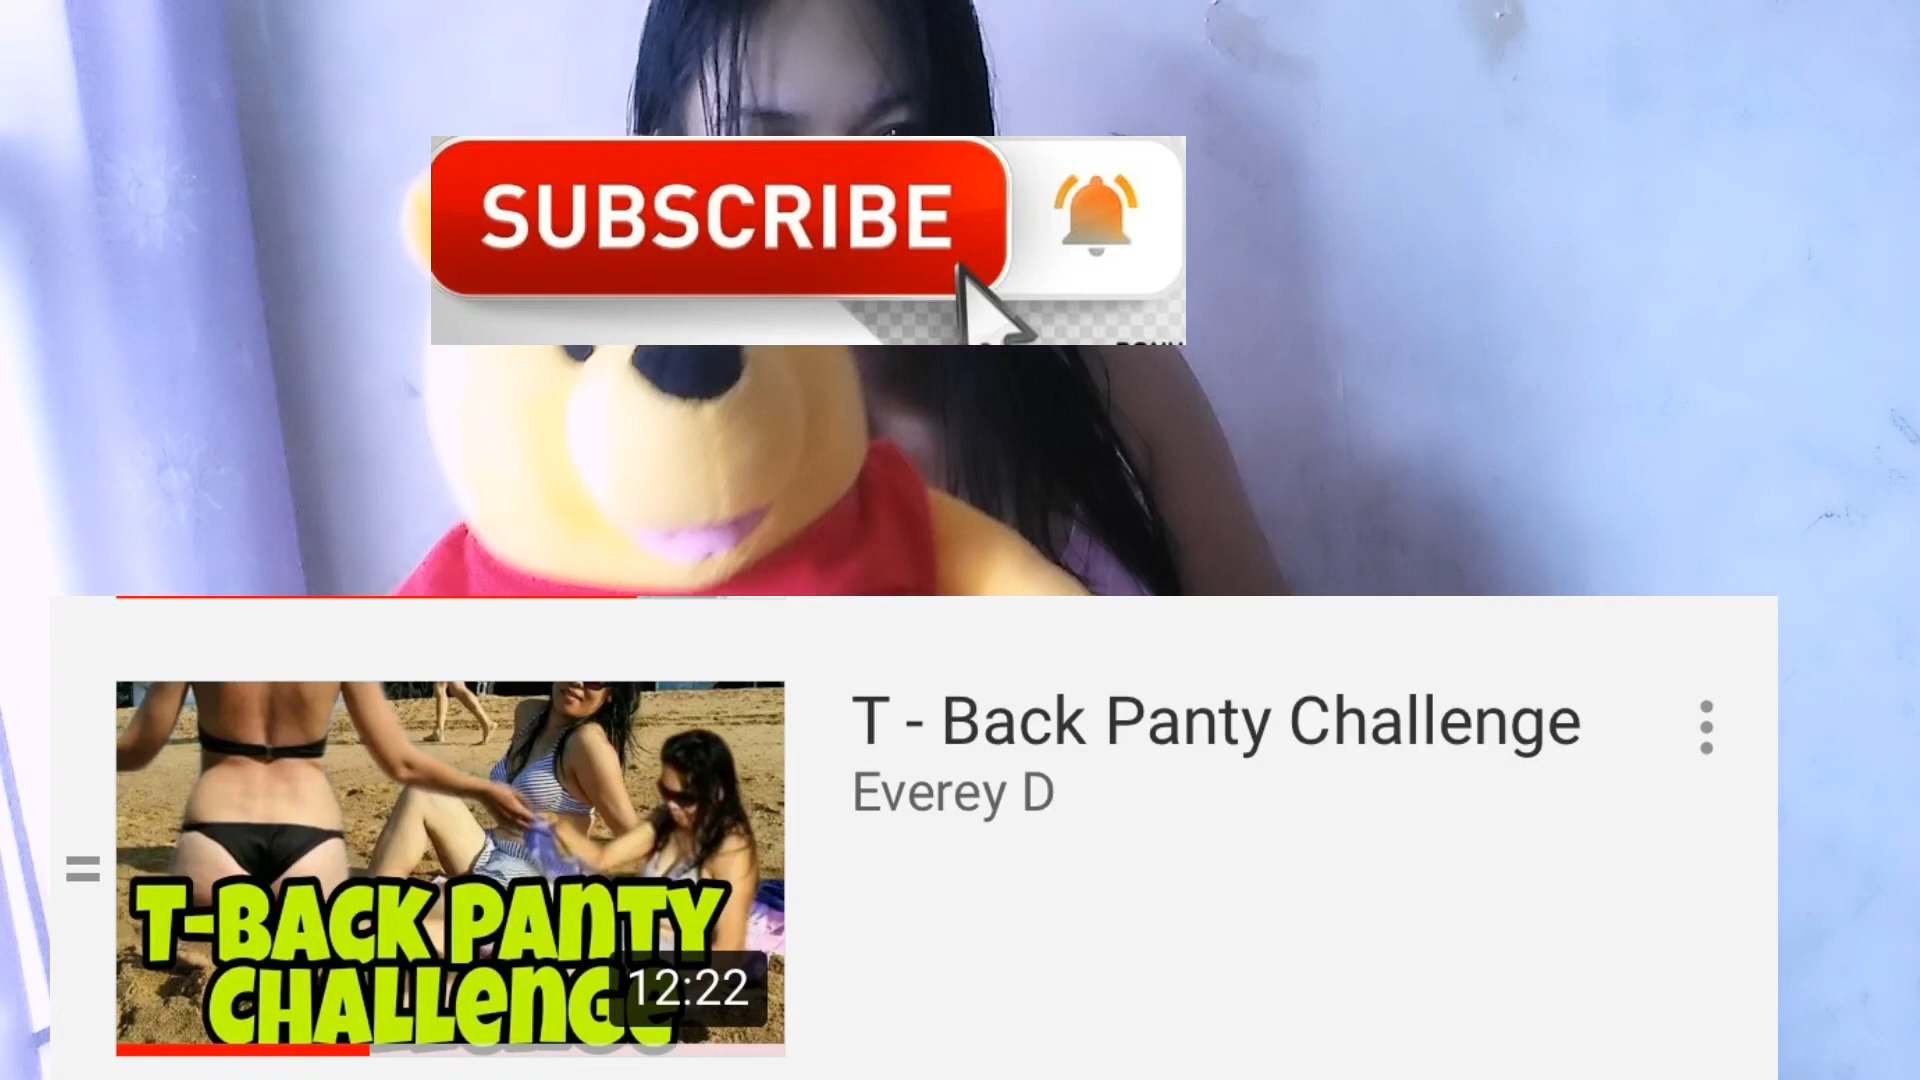 SUBSCRIBE
T - Back Panty Challenge
Everey D
T-BACK PANTY
CHALLENGE
12:22